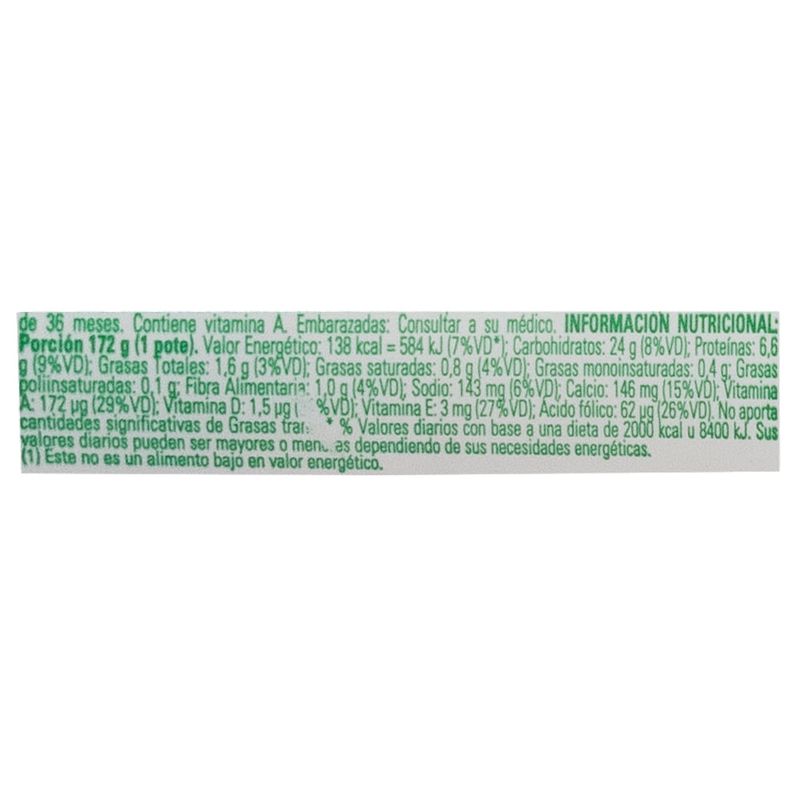 de 36 meses. Contiene vitamina A. Embarazadas: Consultar a su médico. INFORMACION NUTRICIONAL:
Porción 172 g (1 pote). Valor Energético: 138 kcal = 584 kJ (7%VD*); Carbohidratos: 24 g (8%VD); Proteínas: 6,6
g (9%VD); Grasas Totales: 1,6 g (3%VD); Grasas saturadas: 0,8 g (4%VD); Grasas monoinsaturadas: 0,4 g; Grasas
poliinsaturadas: 0,1 g; Fibra Alimentaria: 1,0 g (4%VD); Sodio: 143 mg (6%VD); Calcio: 146 mg (15%VD); Vitamina
A: 172 µg (29%VD); Vitamina D: 1,5 µg ( %VD); Vitamina E: 3 mg (27%VD); Ácido fólico: 62 µg (26%VD). No aporta
cantidades significativas de Grasas * % Valores diarios con base a una dieta de 2000 kcal u 8400 kJ. Sus
valores diarios pueden ser mayores o dependiendo de sus necesidades energéticas.
(1) Este no es un alimento bajo en valor energético.